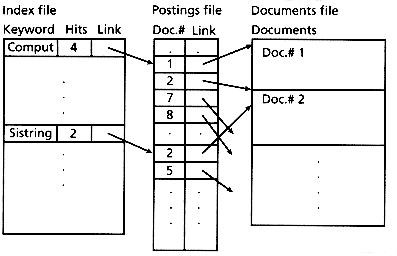 Index file Postings file Documents file
Keyword Hits Link Doc.# Link Documents
Comput 4
1
2
7
8
Sistring 2
2
5
Doc.# 1
Doc.# 2